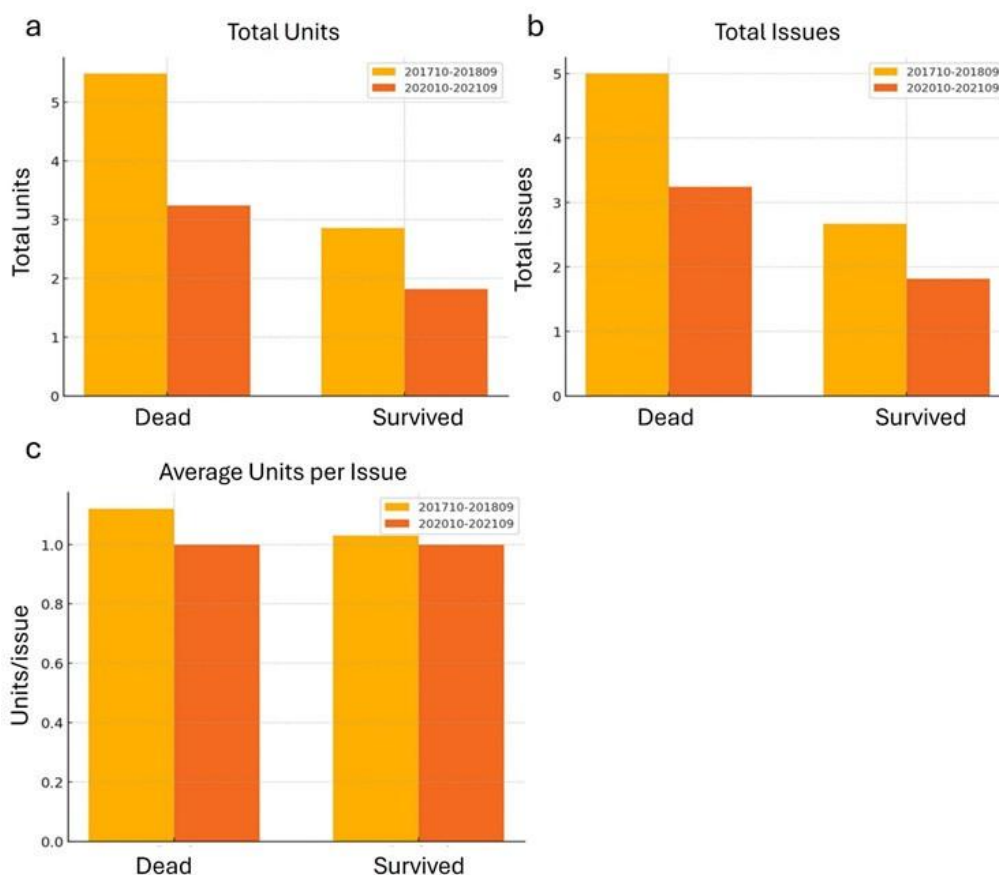 a
Total Units
201710-201809
202010-202109
Total units
5
4
3
2
1
0
Dead Survived
b
Total Issues
201710-201809
202010-202109
Total issues
5
4
3
2
1
0
Dead Survived
c
Average Units per Issue
201710-201809
202010-202109
Units/issue
1.0
0.8
0.6
0.4
0.2
0.0
Dead Survived